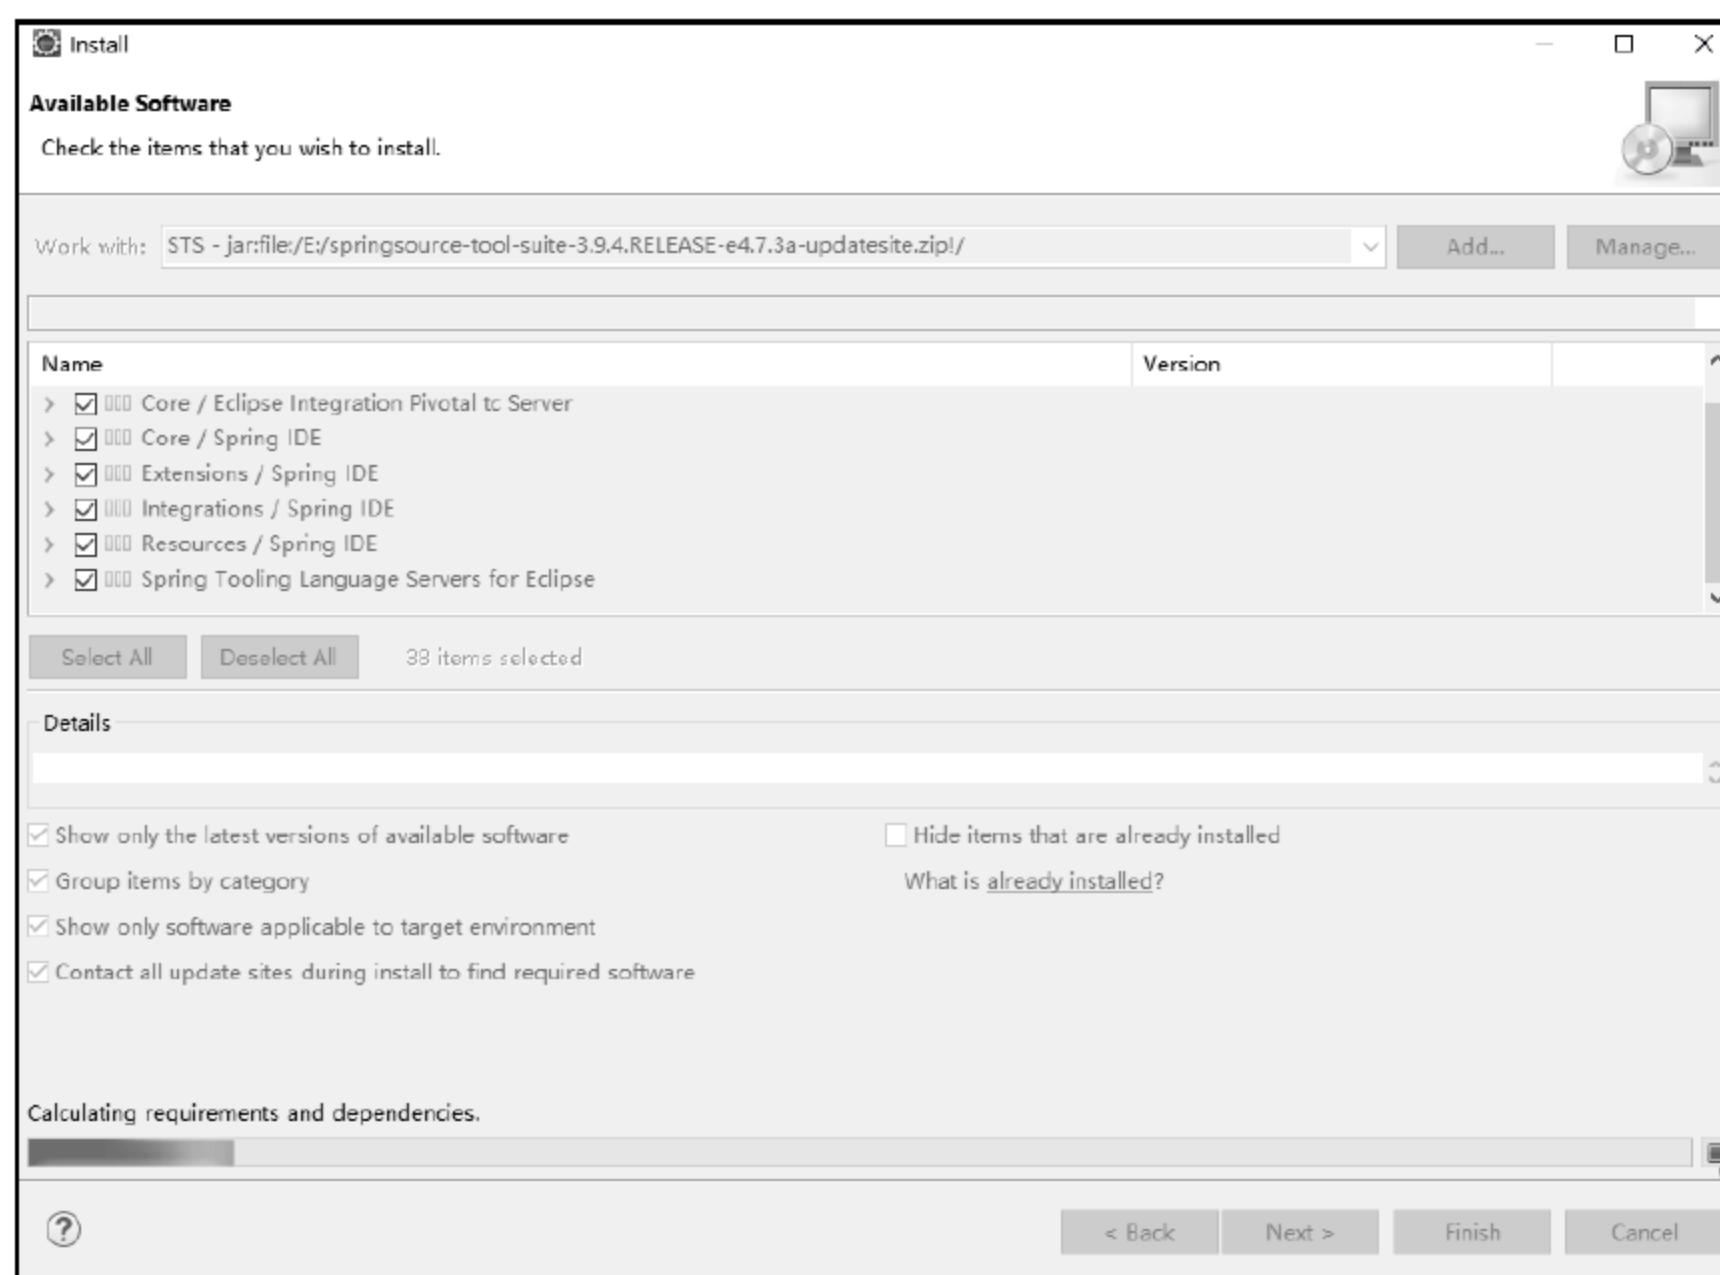 Install
Available Software
Check the items that you wish to install.
Work with: STS - jar:file:/E:/springsource-tool-suite-3.9.4.RELEASE-e4.7.3a-updatesite.zip!/ Add... Manage...
Name Version
Core / Eclipse Integration Pivotal tc Server
Core / Spring IDE
Extensions / Spring IDE
Integrations / Spring IDE
Resources / Spring IDE
Spring Tooling Language Servers for Eclipse
Select All Deselect All 38 items selected
Details
Show only the latest versions of available software Hide items that are already installed
Group items by category What is already installed?
Show only software applicable to target environment
Contact all update sites during install to find required software
Calculating requirements and dependencies.
? < Back Next > Finish Cancel